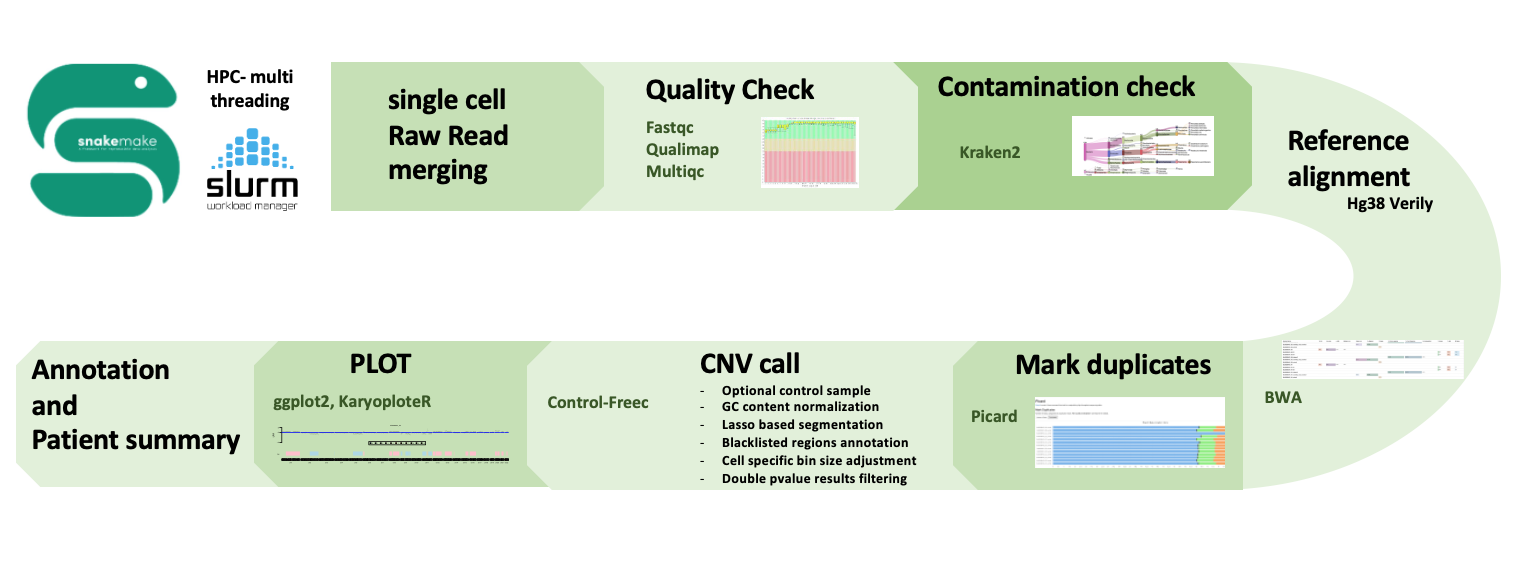 HPC- multi
threading
snakemake
slurm
workload manager
single cell
Raw Read
merging
Quality Check
Fastqc
Qualimap
Multiqc
Contamination check
Kraken2
Reference
alignment
Hg38 Verily
BWA
Mark duplicates
Picard
CNV call
Control-Freec
- Optional control sample
- GC content normalization
- Lasso based segmentation
- Blacklisted regions annotation
- Cell specific bin size adjustment
- Double pvalue results filtering
PLOT
ggplot2, KaryoploteR
Annotation
and
Patient summary